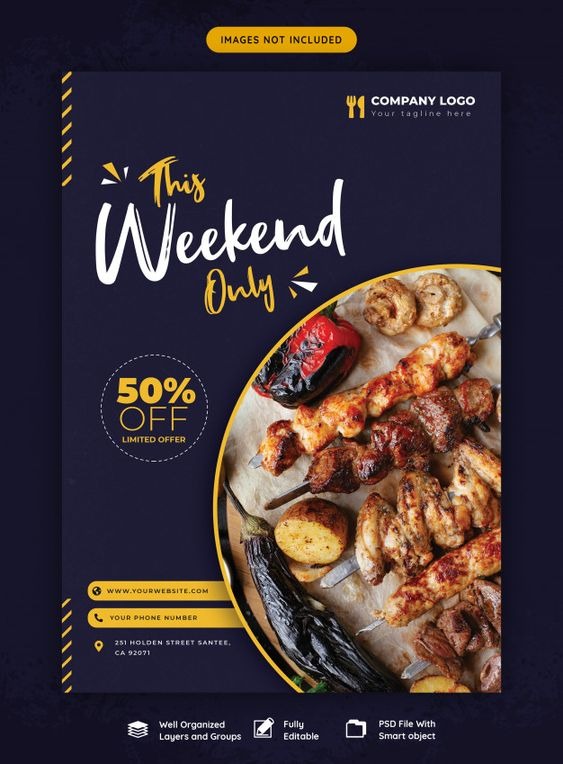 IMAGES NOT INCLUDED
COMPANY LOGO
Your tagline here
This
Weekend
Only
50%
OFF
LIMITED OFFER
WWW.YOURWEBSITE.COM
YOUR PHONE NUMBER
251 HOLDEN STREET SANTEE,
CA 92071
Well Organized
Layers and Groups
Fully
Editable
PSD File With
Smart object